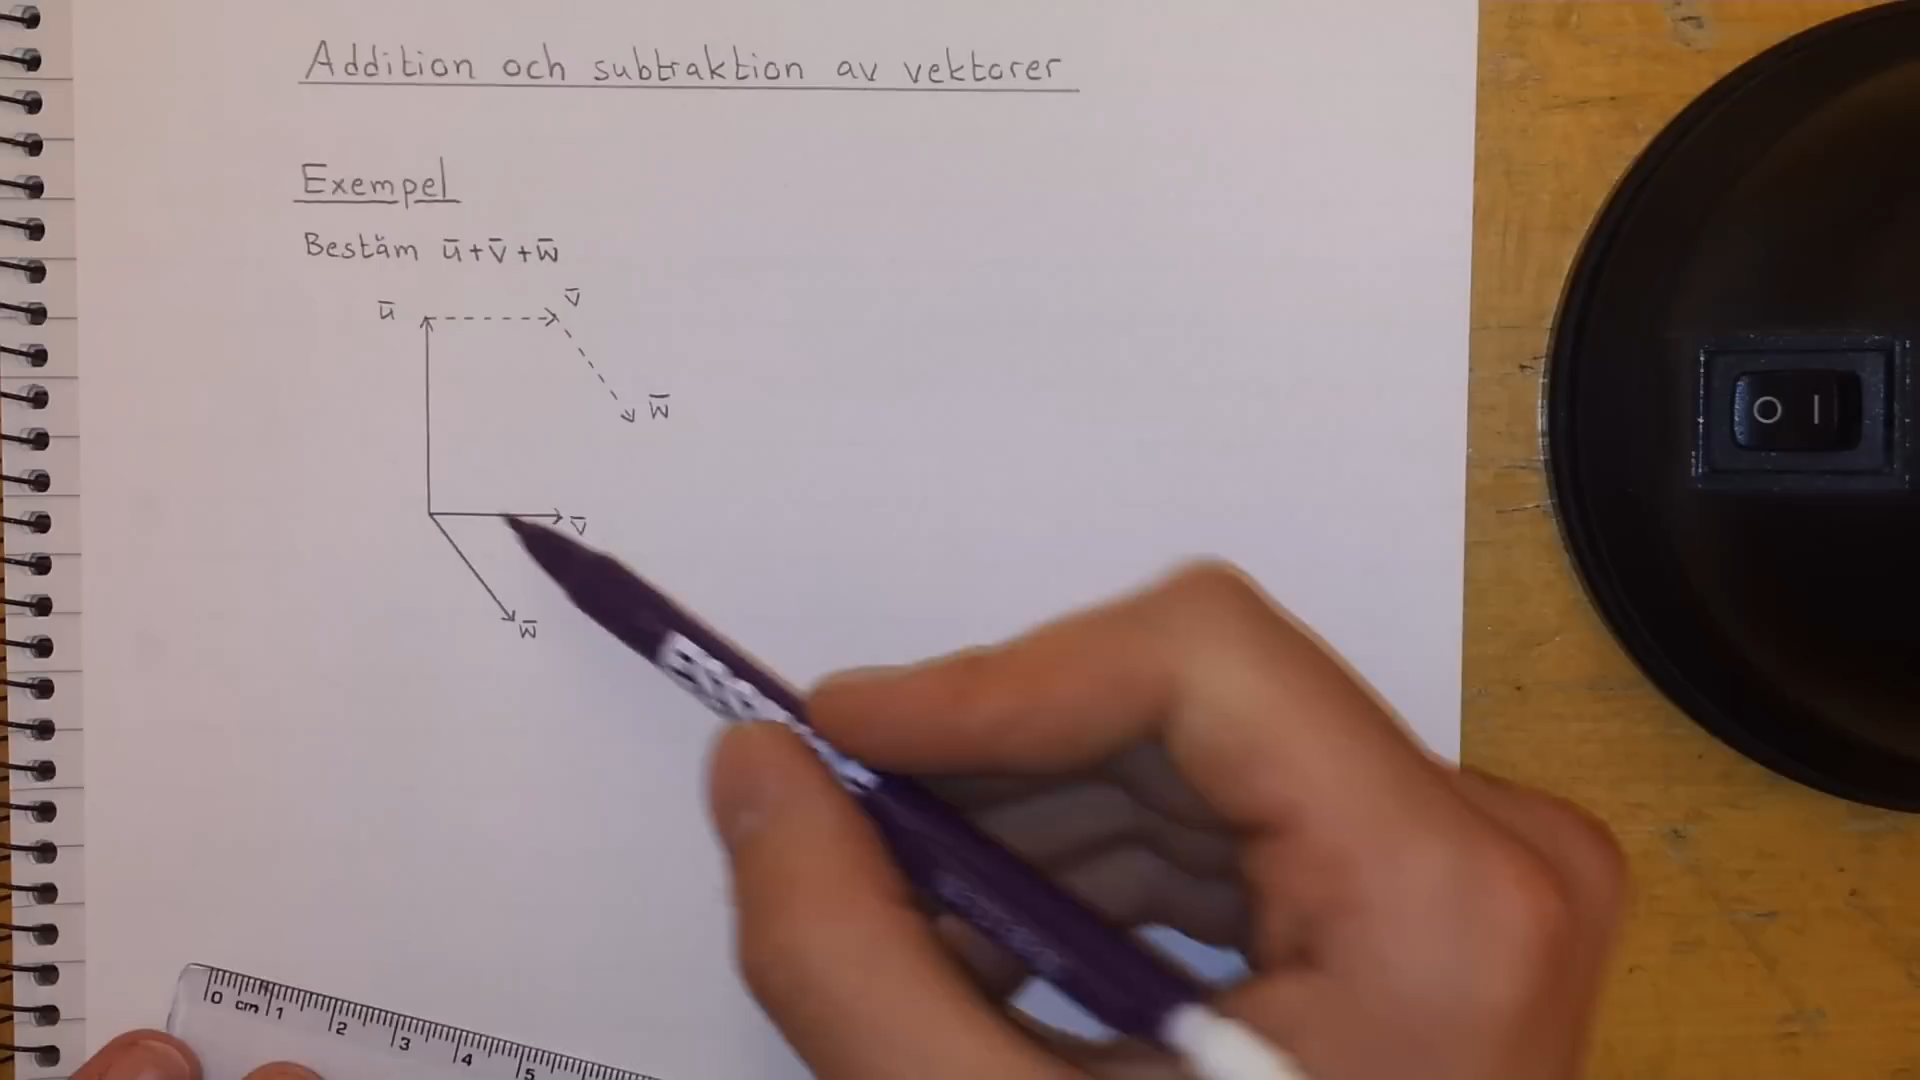 Addition och subtraktion av vektorer
Exempel
Bestäm ū+v̄+w̄
ū
v̄
w̄
v̄
w̄
0 cm 1 2 3 4 5
O I